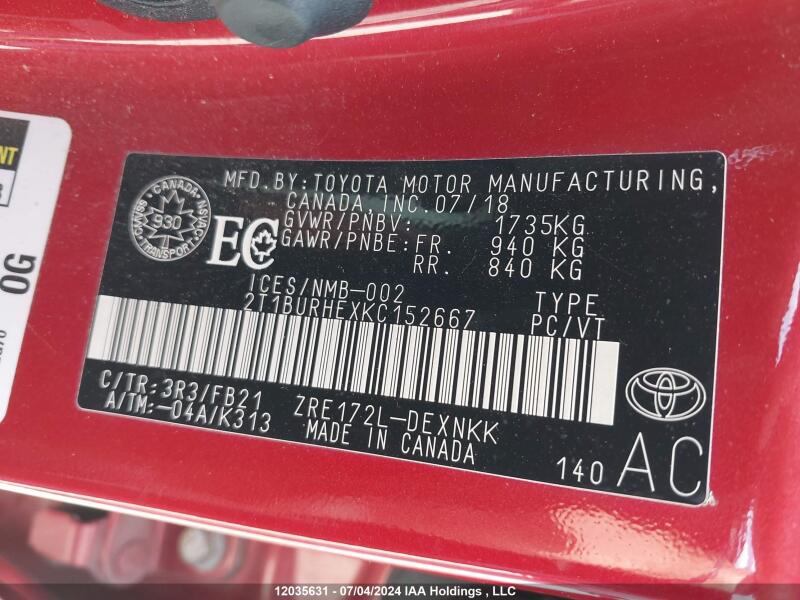 NT
OG
MFD.BY:TOYOTA MOTOR MANUFACTURING,
CANADA, INC. 07/18
GVWR/PNBV: 1735KG
GAWR/PNBE: FR. 940 KG
RR. 840 KG
CANADA
930
NSVAC
TRANSPORT
EC
ICES/NMB-002
2T1BURHEXKC152667
TYPE
PC/VT
C/TR:3R3/FB21
A/TM:-04A/K313
ZRE172L-DEXNKK
MADE IN CANADA
140 AC
12035631 - 07/04/2024 IAA Holdings , LLC